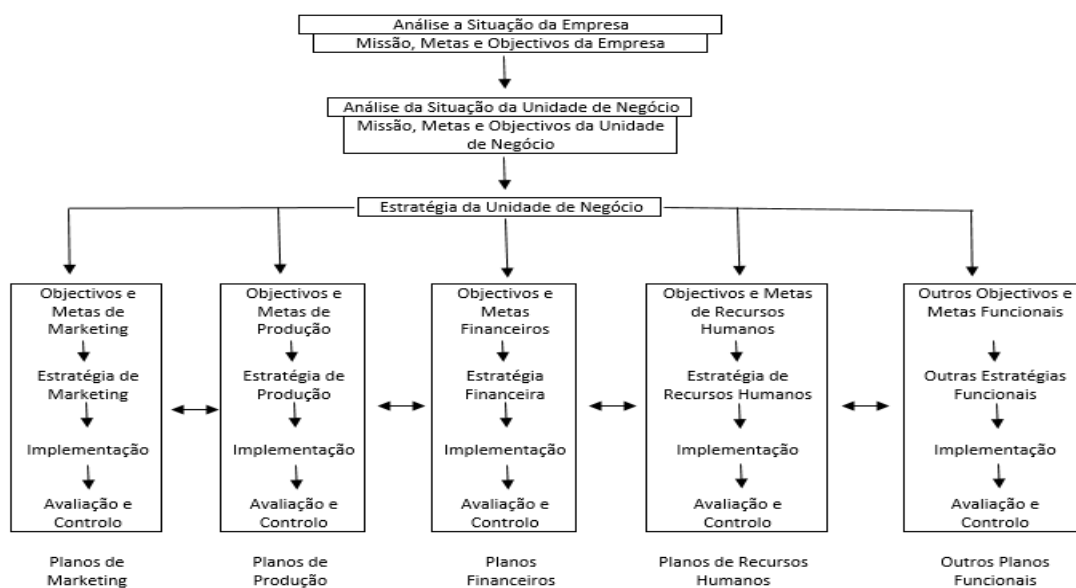 Análise a Situação da Empresa
Missão, Metas e Objectivos da Empresa
Análise da Situação da Unidade de Negócio
Missão, Metas e Objectivos da Unidade
de Negócio
Estratégia da Unidade de Negócio
Objectivos e
Metas de
Marketing
Estratégia de
Marketing
Implementação
Avaliação e
Controlo
Planos de
Marketing
Objectivos e
Metas de
Produção
Estratégia de
Produção
Implementação
Avaliação e
Controlo
Planos de
Produção
Objectivos e
Metas
Financeiros
Estratégia
Financeira
Implementação
Avaliação e
Controlo
Planos
Financeiros
Objectivos e Metas
de Recursos
Humanos
Estratégia de
Recursos Humanos
Implementação
Avaliação e
Controlo
Planos de Recursos
Humanos
Outros Objectivos e
Metas Funcionais
Outras Estratégias
Funcionais
Implementação
Avaliação e
Controlo
Outros Planos
Funcionais